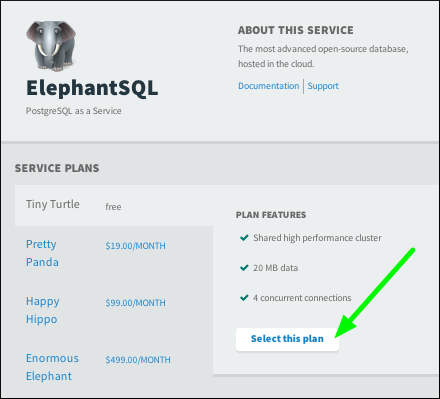 ElephantSQL
PostgreSQL as a Service
ABOUT THIS SERVICE
The most advanced open-source database,
hosted in the cloud.
Documentation | Support
SERVICE PLANS
Tiny Turtle free
Pretty
Panda
$19.00/MONTH
Happy
Hippo
$99.00/MONTH
Enormous
Elephant
$499.00/MONTH
PLAN FEATURES
Shared high performance cluster
20 MB data
4 concurrent connections
Select this plan